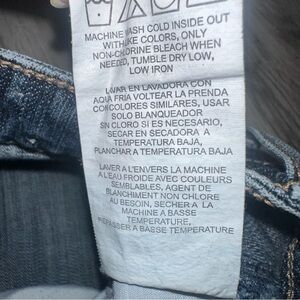 MACHINE WASH COLD INSIDE OUT
WITH LIKE COLORS, ONLY
NON-CHLORINE BLEACH WHEN
NEEDED, TUMBLE DRY LOW,
LOW IRON
LAVAR EN LAVADORA CON
AGUA FRIA VOLTEAR LA PRENDA
CON COLORES SIMILARES, USAR
SOLO BLANQUEADOR
SIN CLORO SI ES NECESARIO,
SECAR EN SECADORA A
TEMPERATURA BAJA,
PLANCHAR A TEMPERATURA BAJA
LAVER A L'ENVERS LA MACHINE
A L'EAU FROIDE AVEC COULEURS
SEMBLABLES, AGENT DE
BLANCHIMENT NON CHLORE
AU BESOIN, SECHER A LA
MACHINE A BASSE
TEMPERATURE,
REPASSER A BASSE TEMPERATURE